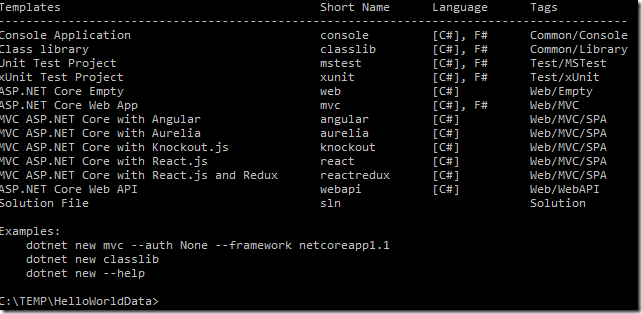 Templates Short Name Language Tags
--------------------------------------------------------------------------------
Console Application console [C#], F# Common/Console
Class library classlib [C#], F# Common/Library
Unit Test Project mstest [C#], F# Test/MSTest
xUnit Test Project xunit [C#], F# Test/xUnit
ASP.NET Core Empty web [C#] Web/Empty
ASP.NET Core Web App mvc [C#], F# Web/MVC
MVC ASP.NET Core with Angular angular [C#] Web/MVC/SPA
MVC ASP.NET Core with Aurelia aurelia [C#] Web/MVC/SPA
MVC ASP.NET Core with Knockout.js knockout [C#] Web/MVC/SPA
MVC ASP.NET Core with React.js react [C#] Web/MVC/SPA
MVC ASP.NET Core with React.js and Redux reactredux [C#] Web/MVC/SPA
ASP.NET Core Web API webapi [C#] Web/WebAPI
Solution File sln Solution
Examples:
dotnet new mvc --auth None --framework netcoreapp1.1
dotnet new classlib
dotnet new --help
C:\TEMP\HelloWorldData>